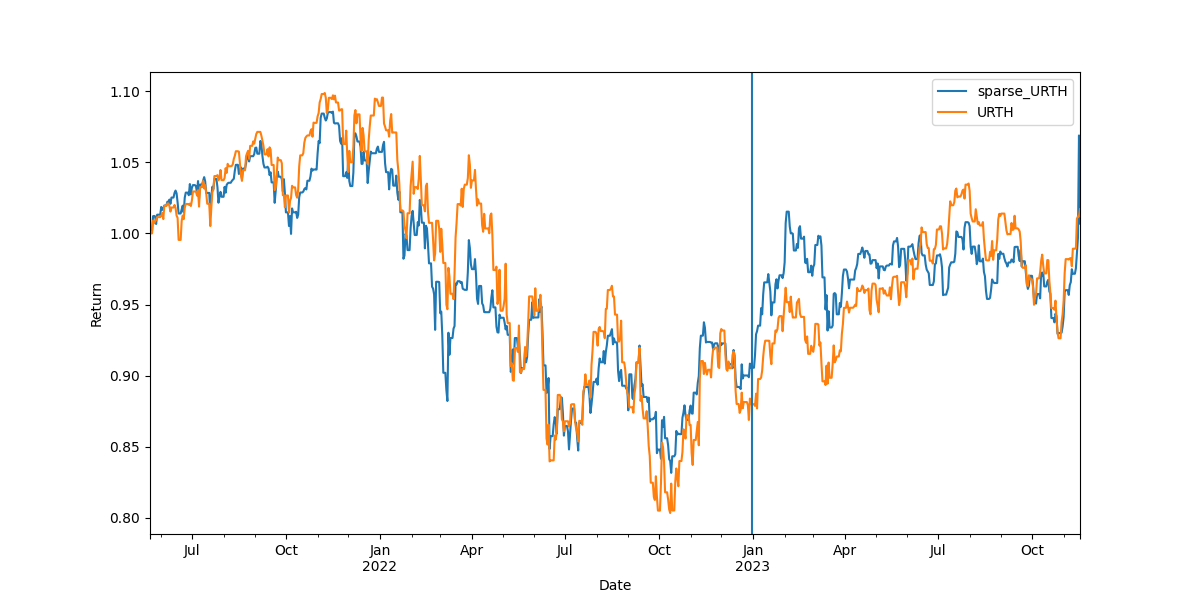 sparse_URTH
URTH
1.10
1.05
1.00
0.95
0.90
0.85
0.80
Return
Jul
Oct
Jan
2022
Apr
Jul
Oct
Jan
2023
Apr
Jul
Oct
Date